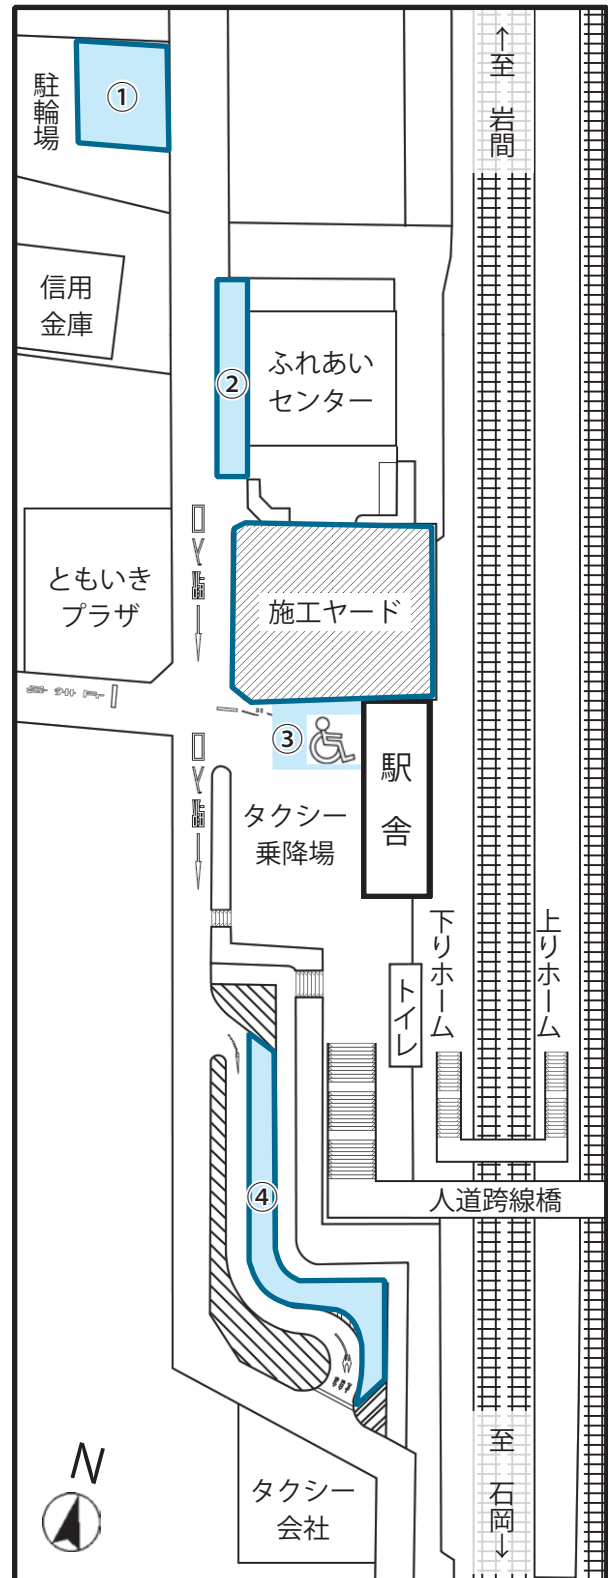 ①
駐輪場
↑至 岩間
信用
金庫
②
ふれあい
センター
ともいき
プラザ
施工ヤード
③
駅
舎
タクシー
乗降場
下りホーム
上りホーム
トイレ
④
人道跨線橋
N
タクシー
会社
至 石岡↓